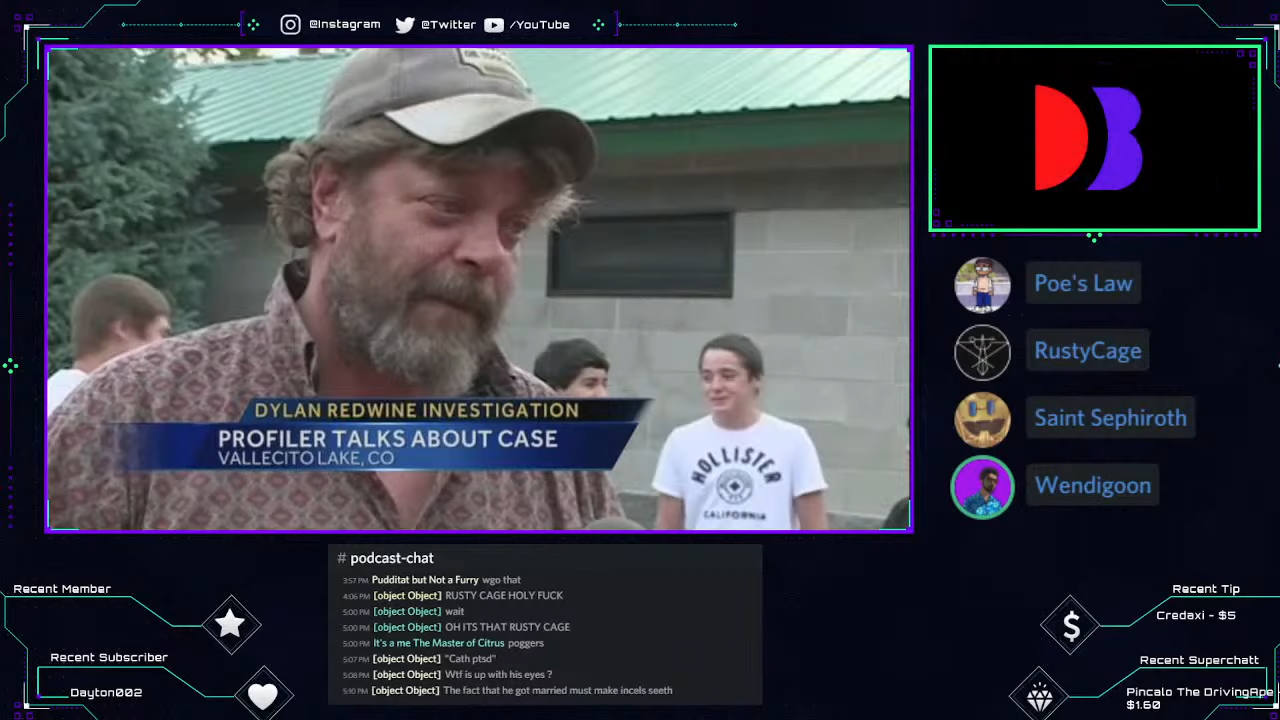 @Instagram @Twitter /YouTube
DYLAN REDWINE INVESTIGATION
PROFILER TALKS ABOUT CASE
VALLECITO LAKE, CO
HOLLISTER
CALIFORNIA
Poe's Law
RustyCage
Saint Sephiroth
Wendigoon
# podcast-chat
3:57 PM Pudditat but Not a Furry wgo that
4:06 PM [object Object] RUSTY CAGE HOLY FUCK
5:00 PM [object Object] wait
5:00 PM [object Object] OH ITS THAT RUSTY CAGE
5:00 PM It's a me The Master of Citrus poggers
5:07 PM [object Object] "Cath ptsd"
5:08 PM [object Object] Wtf is up with his eyes ?
5:10 PM [object Object] The fact that he got married must make incels seeth
Recent Member
Recent Subscriber
Dayton002
Recent Tip
Credaxi - $5
Recent Superchatt
Pincalo The DrivingApe
$1.60